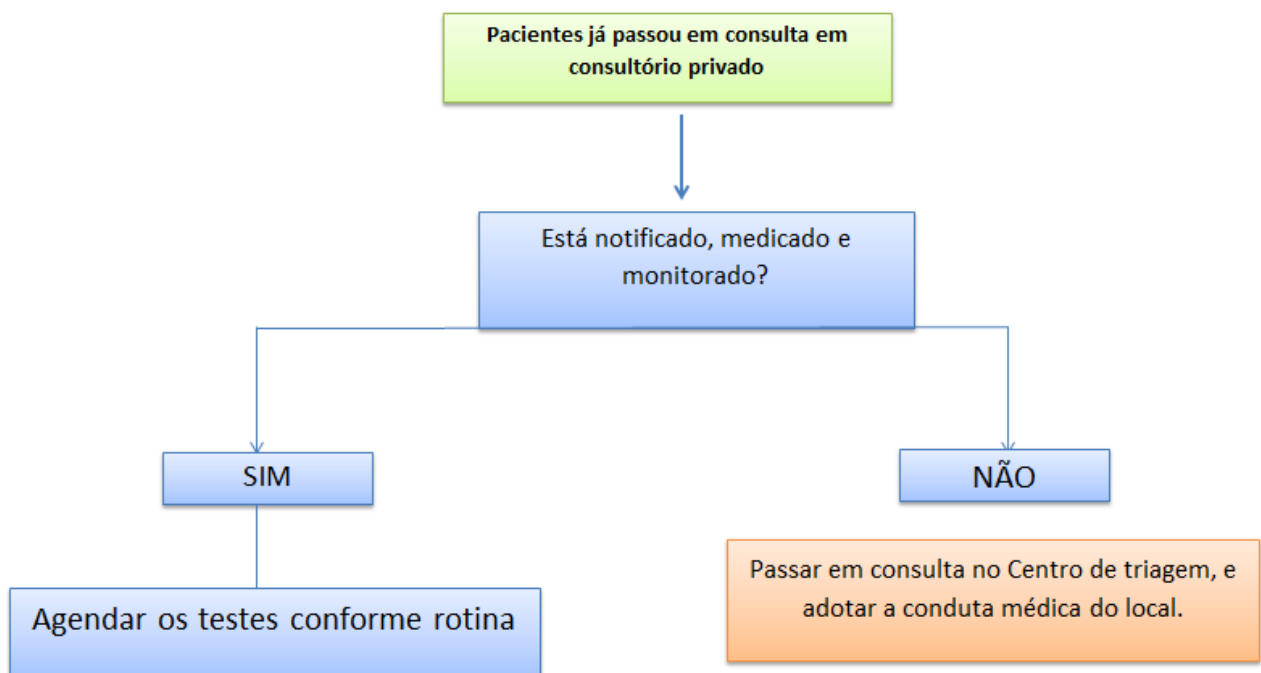 Pacientes já passou em consulta em
consultório privado
Está notificado, medicado e
monitorado?
SIM
NÃO
Agendar os testes conforme rotina
Passar em consulta no Centro de triagem, e
adotar a conduta médica do local.